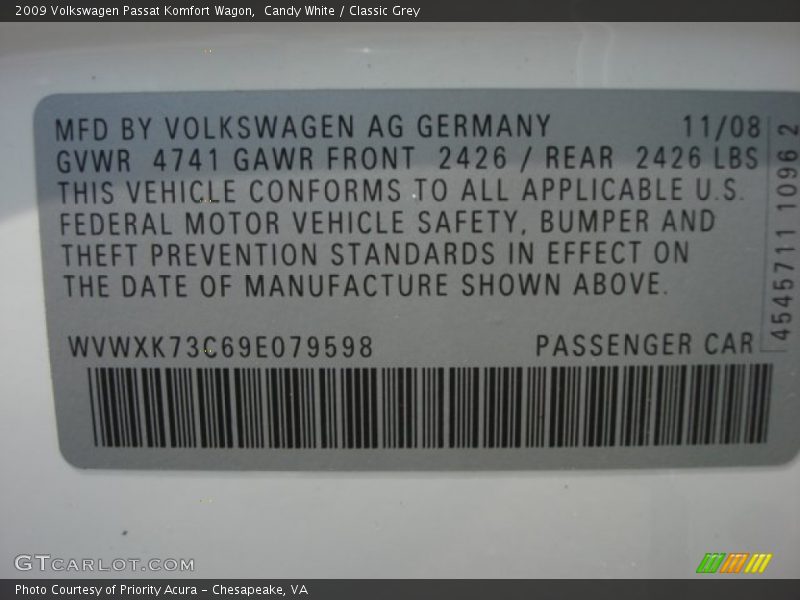 2009 Volkswagen Passat Komfort Wagon,  Candy White / Classic Grey
MFD BY VOLKSWAGEN AG GERMANY 11/08
GVWR 4741 GAWR FRONT 2426 / REAR 2426 LBS
THIS VEHICLE CONFORMS TO ALL APPLICABLE U.S.
FEDERAL MOTOR VEHICLE SAFETY, BUMPER AND
THEFT PREVENTION STANDARDS IN EFFECT ON
THE DATE OF MANUFACTURE SHOWN ABOVE.
WVWXK73C69E079598 PASSENGER CAR
4545711 1096 2
GTCARLOT.COM
Photo Courtesy of Priority Acura - Chesapeake, VA